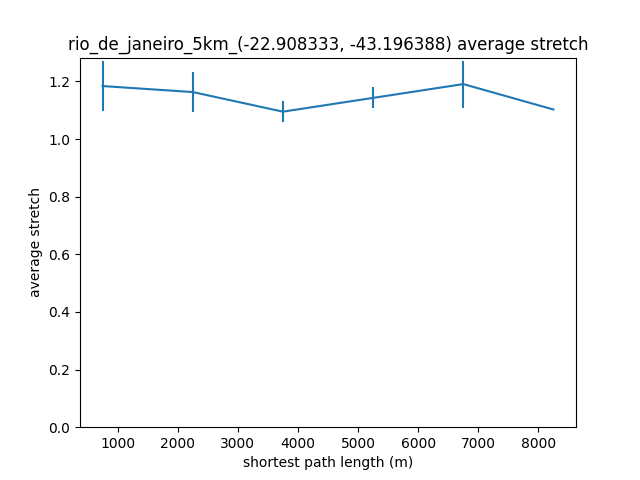 rio_de_janeiro_5km_(-22.908333, -43.196388) average stretch
1.2
1.0
0.8
0.6
0.4
0.2
0.0
average stretch
1000 2000 3000 4000 5000 6000 7000 8000
shortest path length (m)